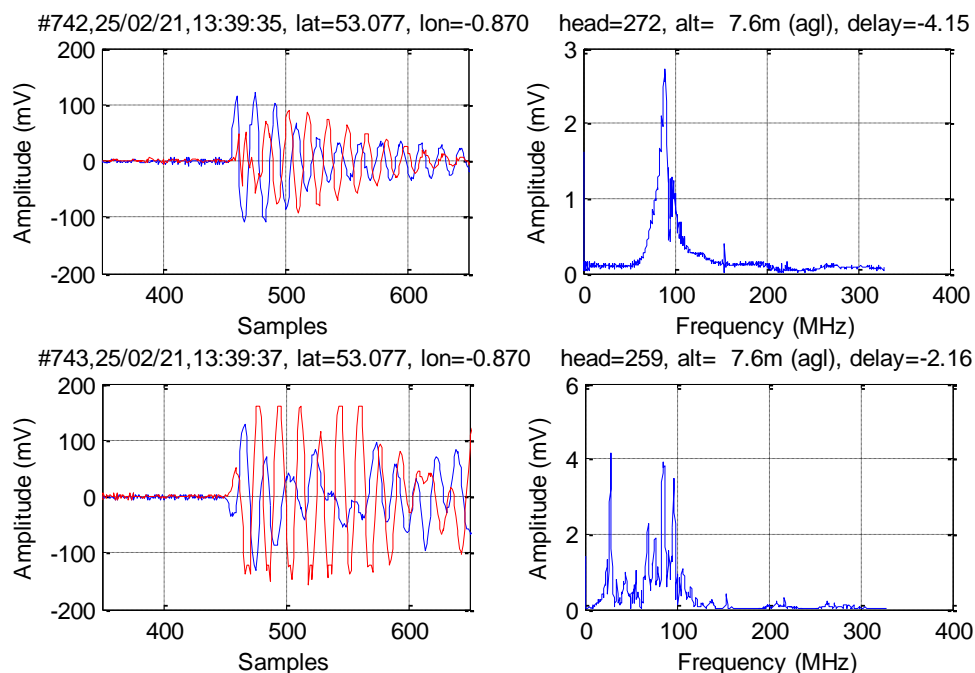 #742,25/02/21,13:39:35, lat=53.077, lon=-0.870 head=272, alt= 7.6m (agl), delay=-4.15
200
100
0
-100
-200
Amplitude (mV)
400 500 600
Samples
3
2
1
0
Amplitude (mV)
0 100 200 300 400
Frequency (MHz)
#743,25/02/21,13:39:37, lat=53.077, lon=-0.870 head=259, alt= 7.6m (agl), delay=-2.16
200
100
0
-100
-200
Amplitude (mV)
400 500 600
Samples
6
4
2
0
Amplitude (mV)
0 100 200 300 400
Frequency (MHz)